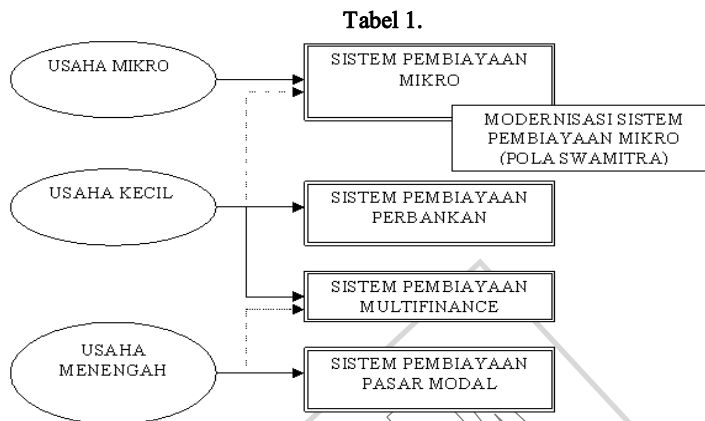 Tabel 1.
USAHA MIKRO
SISTEM PEMBIAYAAN
MIKRO
MODERNISASI SISTEM
PEMBIAYAAN MIKRO
(POLA SWAMITRA)
USAHA KECIL
SISTEM PEMBIAYAAN
PERBANKAN
SISTEM PEMBIAYAAN
MULTIFINANCE
USAHA
MENENGAH
SISTEM PEMBIAYAAN
PASAR MODAL